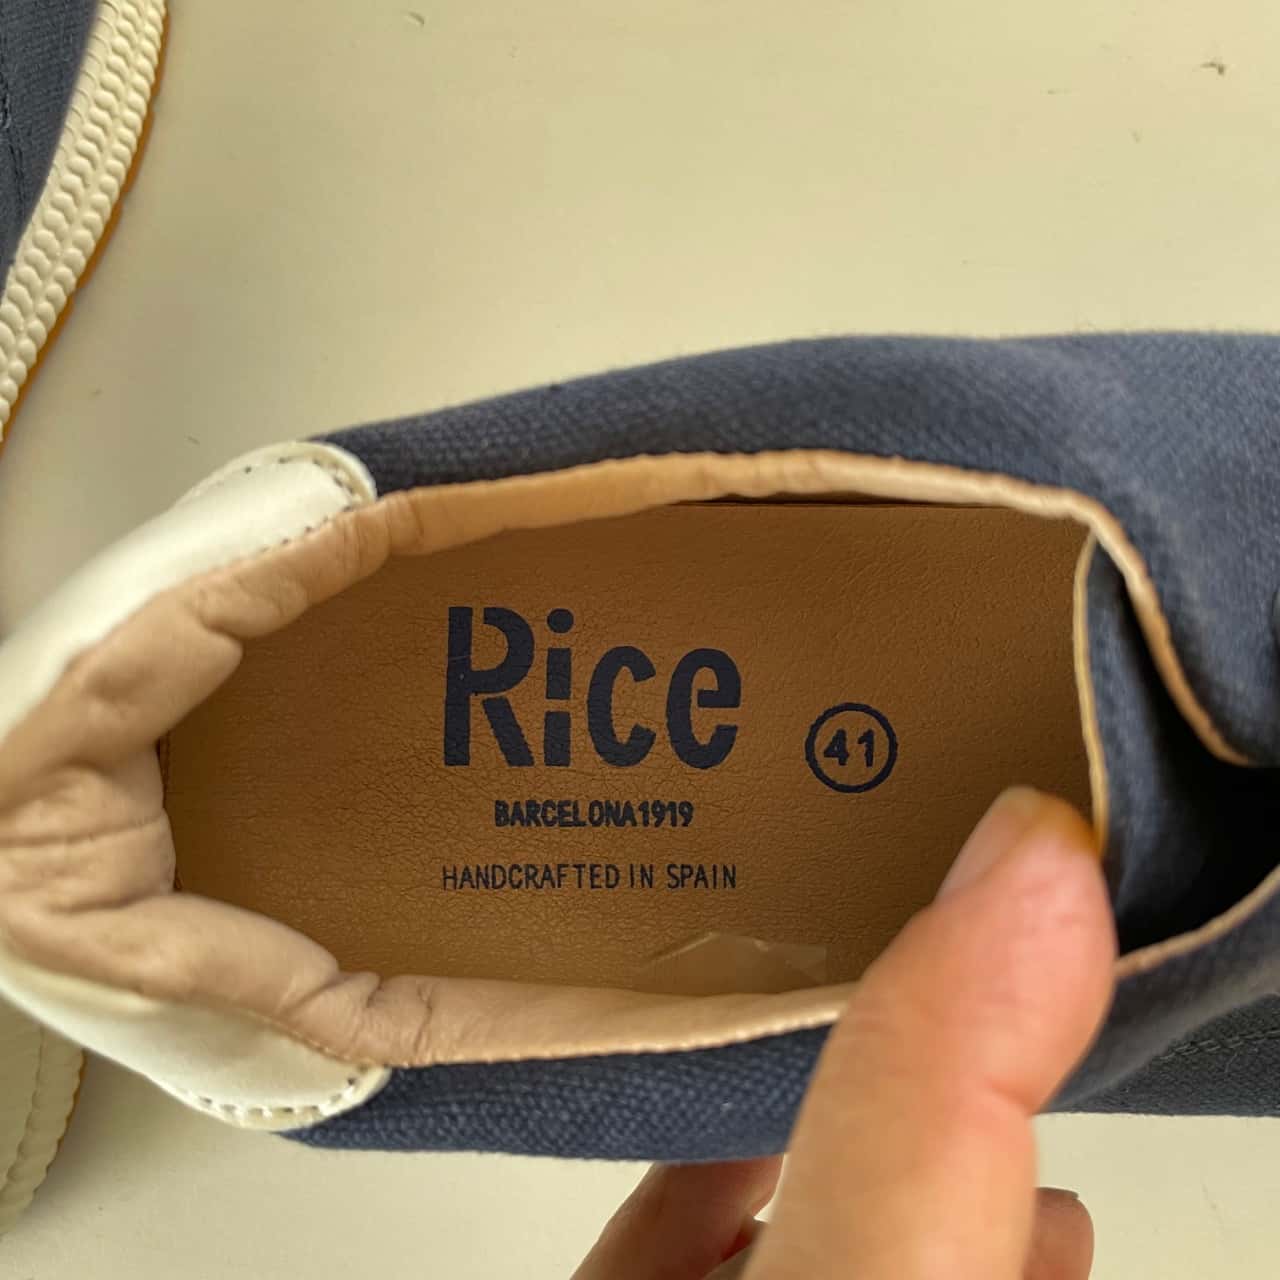 Rice
41
BARCELONA1919
HANDCRAFTED IN SPAIN